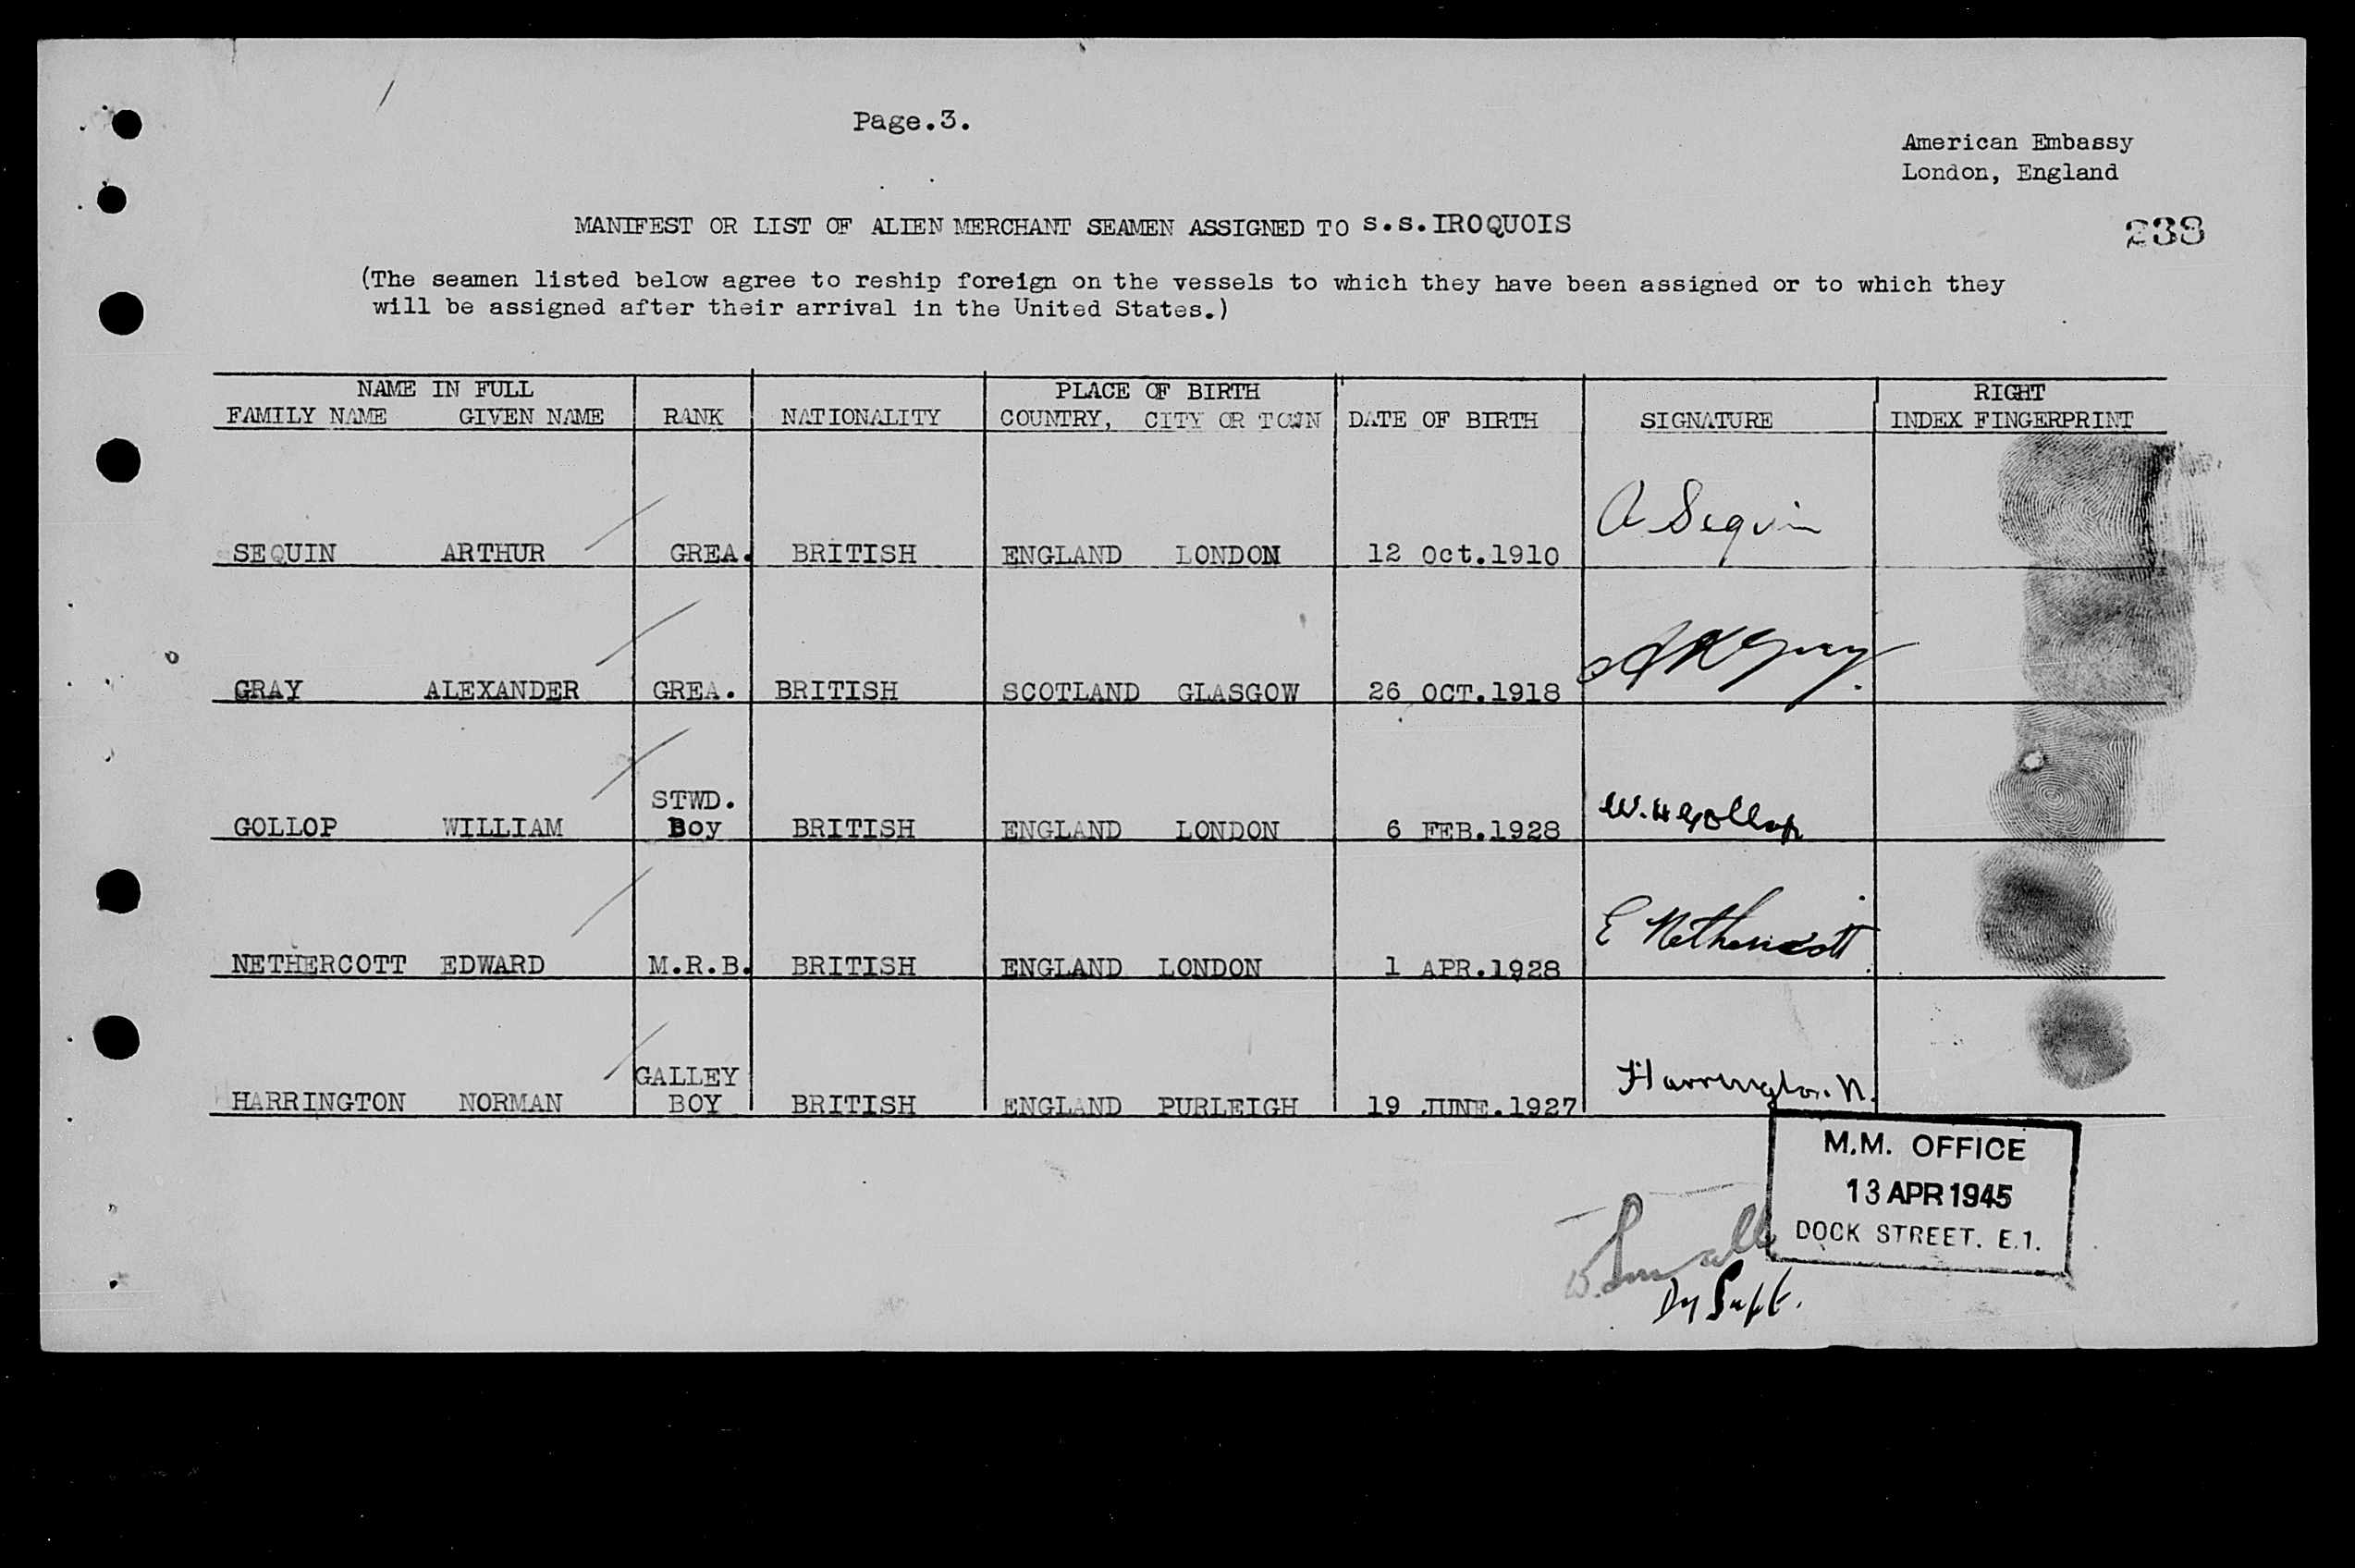 Page.3.
American Embassy
London, England
238
MANIFEST OR LIST OF ALIEN MERCHANT SEAMEN ASSIGNED TO S.S.IROQUOIS
(The seamen listed below agree to reship foreign on the vessels to which they have been assigned or to which they
will be assigned after their arrival in the United States.)
NAME IN FULL PLACE OF BIRTH RIGHT
FAMILY NAME GIVEN NAME RANK NATIONALITY COUNTRY, CITY OR TOWN DATE OF BIRTH SIGNATURE INDEX FINGERPRINT
A Sequin
SEQUIN ARTHUR GREA. BRITISH ENGLAND LONDON 12 Oct.1910
GRAY ALEXANDER GREA. BRITISH SCOTLAND GLASGOW 26 OCT.1918
STWD.
GOLLOP WILLIAM Boy BRITISH ENGLAND LONDON 6 FEB.1928 W.H Gollop
E Nethercott
NETHERCOTT EDWARD M.R.B. BRITISH ENGLAND LONDON 1 APR.1928
GALLEY Harrington.N.
HARRINGTON NORMAN BOY BRITISH ENGLAND PURLEIGH 19 JUNE.1927
M.M. OFFICE
13 APR 1945
DOCK STREET. E.1.
Dy Supt.